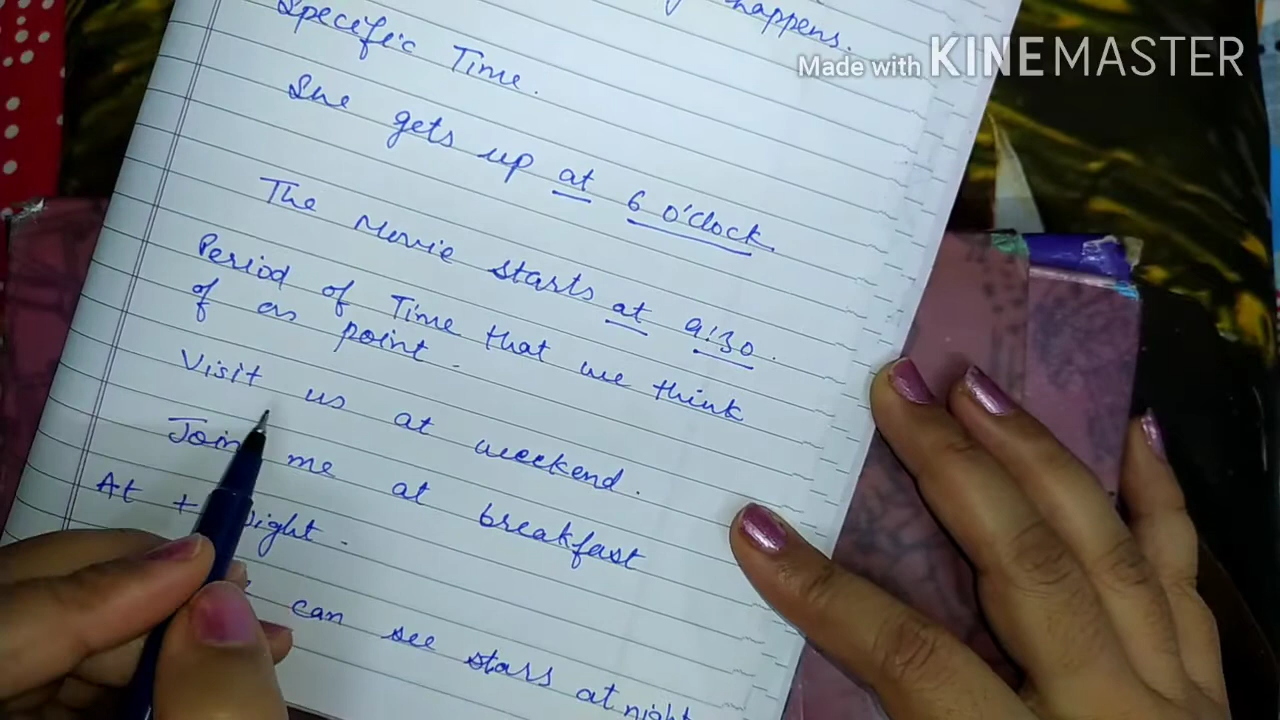 happens.
Made with KINEMASTER
Specific Time.
She gets up at 6 o'clock.
The Movie starts at 9:30.
Period of Time that we think
of as point.
Visit us at weekend.
Join me at breakfast
At + Night.
can see stars at night